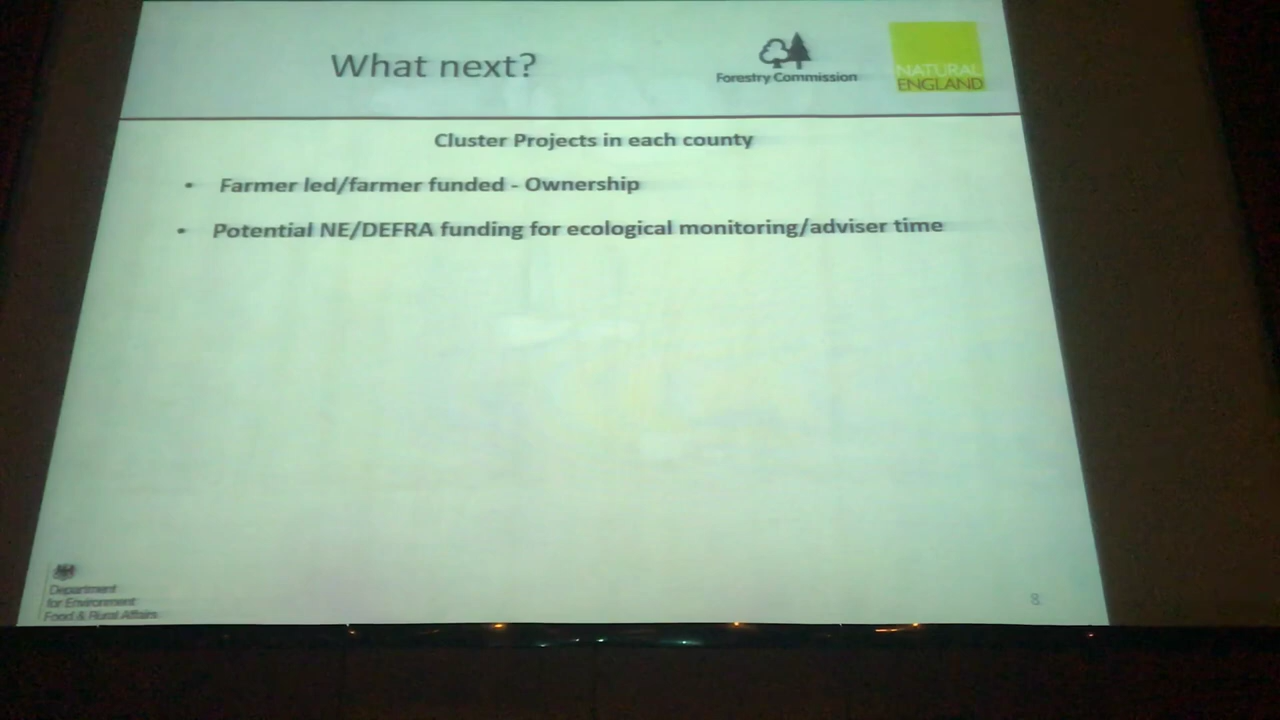 What next?
Forestry Commission
NATURAL
ENGLAND
Cluster Projects in each county
• Farmer led/farmer funded - Ownership
• Potential NE/DEFRA funding for ecological monitoring/adviser time
Department
for Environment
Food & Rural Affairs
8